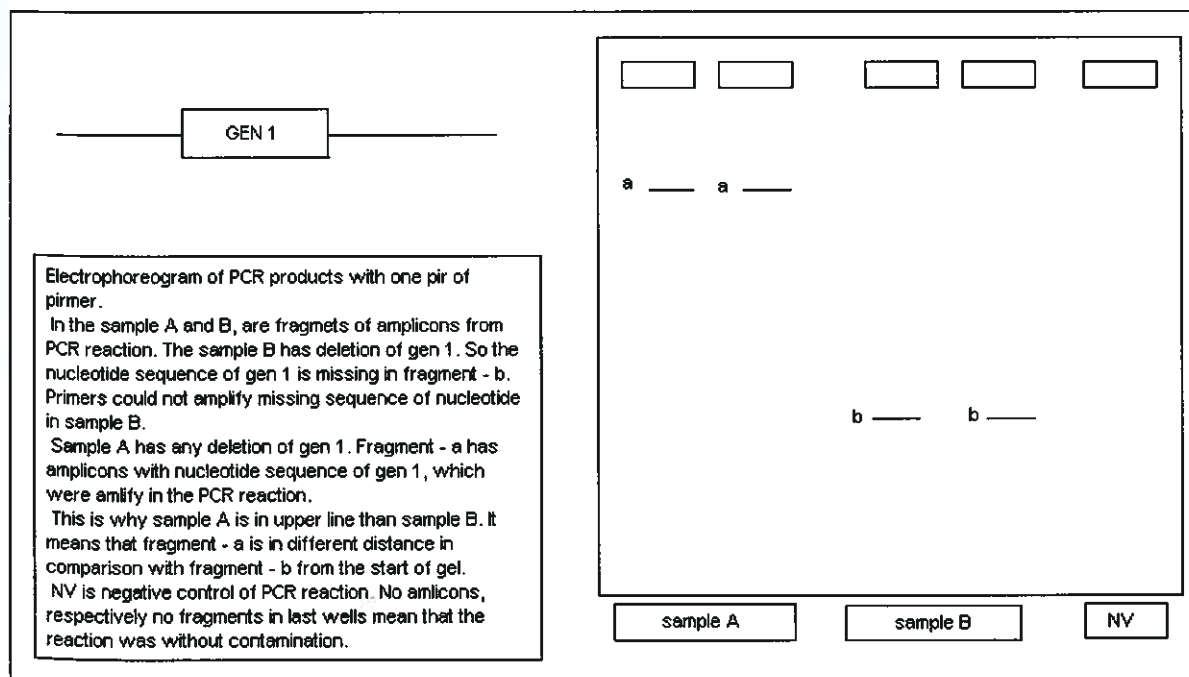 GEN 1
Electrophoreogram of PCR products with one pir of
pirmer.
In the sample A and B, are fragmets of amplicons from
PCR reaction. The sample B has deletion of gen 1. So the
nucleotide sequence of gen 1 is missing in fragment - b.
Primers could not amplify missing sequence of nucleotide
in sample B.
Sample A has any deletion of gen 1. Fragment - a has
amplicons with nucleotide sequence of gen 1, which
were amlify in the PCR reaction.
This is why sample A is in upper line than sample B. It
means that fragment - a is in different distance in
comparison with fragment - b from the start of gel.
NV is negative control of PCR reaction. No amlicons,
respectively no fragments in last wells mean that the
reaction was without contamination.
a a
b b
sample A sample B NV